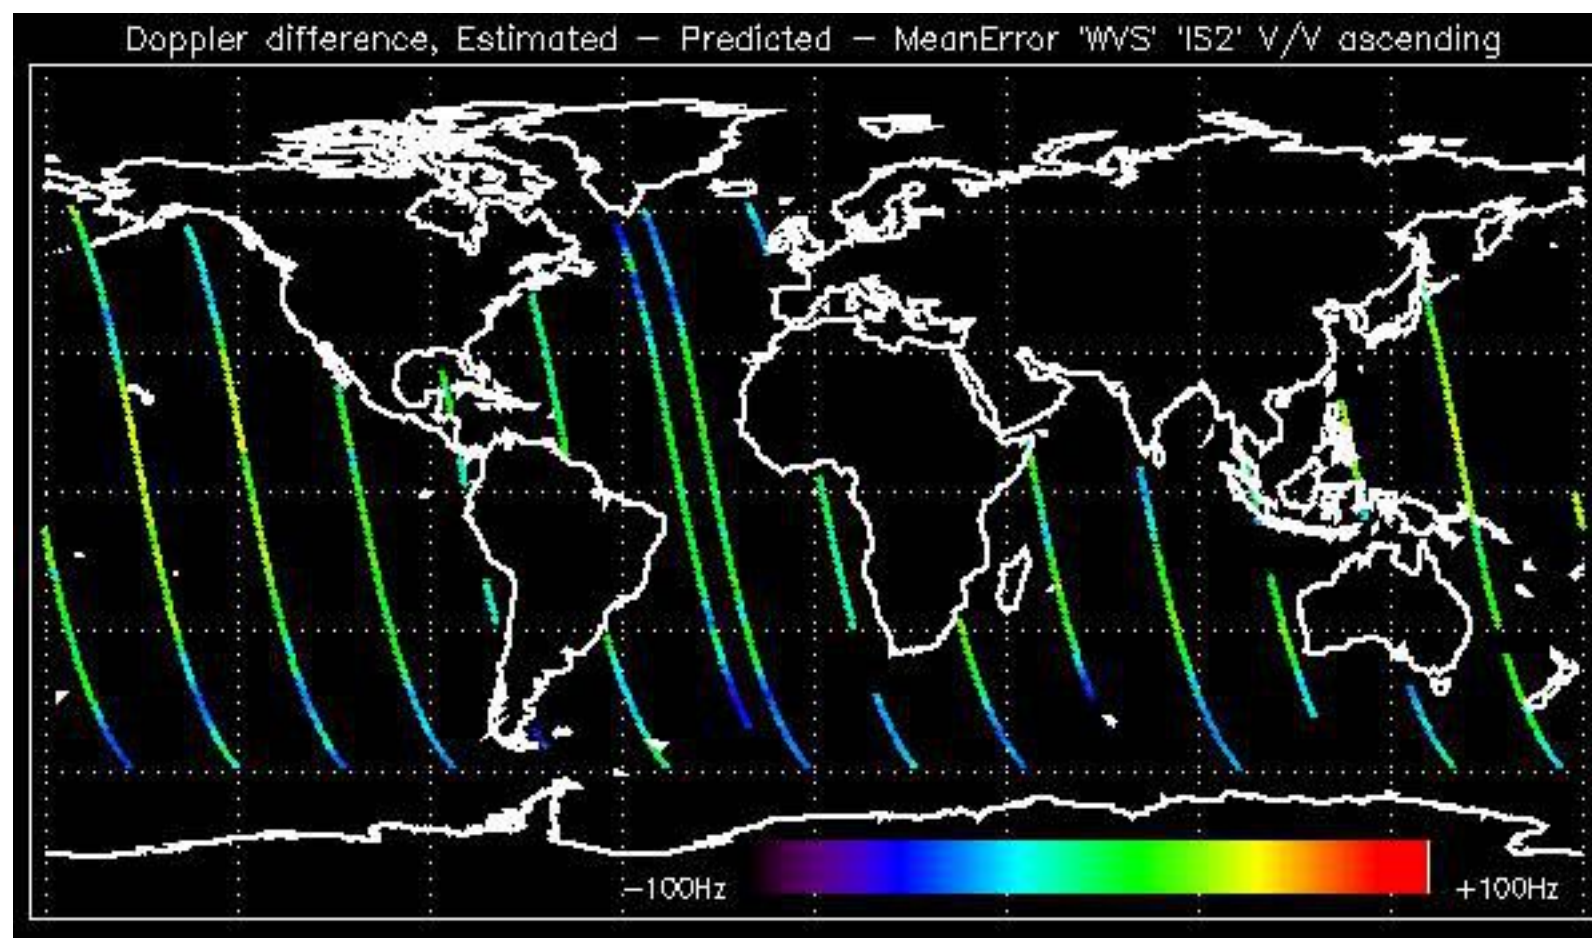 Doppler difference, Estimated – Predicted – MeanError 'WVS' 'IS2' V/V ascending
–100Hz
+100Hz